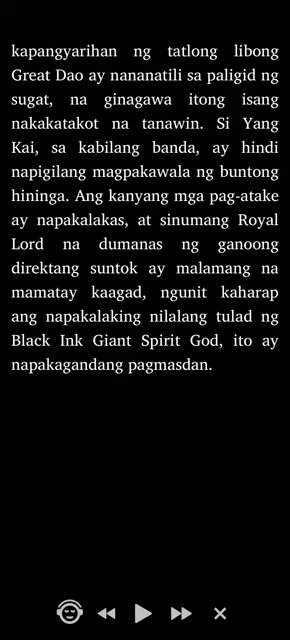 kapangyarihan ng tatlong libong
Great Dao ay nananatili sa paligid ng
sugat, na ginagawa itong isang
nakakatakot na tanawin. Si Yang
Kai, sa kabilang banda, ay hindi
napigilang magpakawala ng buntong
hininga. Ang kanyang mga pag-atake
ay napakalakas, at sinumang Royal
Lord na dumanas ng ganoong
direktang suntok ay malamang na
mamatay kaagad, ngunit kaharap
ang napakalaking nilalang tulad ng
Black Ink Giant Spirit God, ito ay
napakagandang pagmasdan.